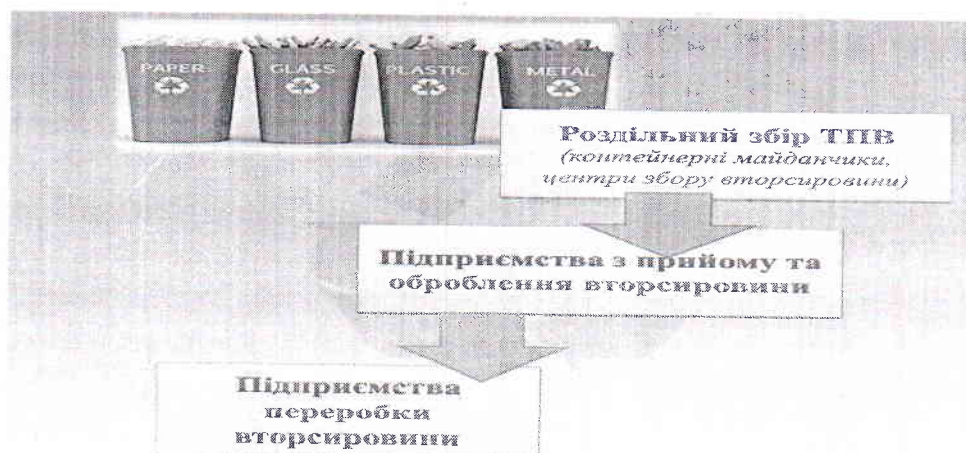 PAPER GLASS PLASTIC METAL
Роздільний збір ТПВ
(контейнерні майданчики,
центри збору вторсировини)
Підприємства з прийому та
оброблення вторсировини
Підприємства
переробки
вторсировини